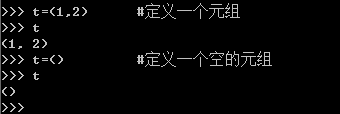 >>> t=(1,2)      #定义一个元组
>>> t
(1, 2)
>>> t=()         #定义一个空的元组
>>> t
()
>>>